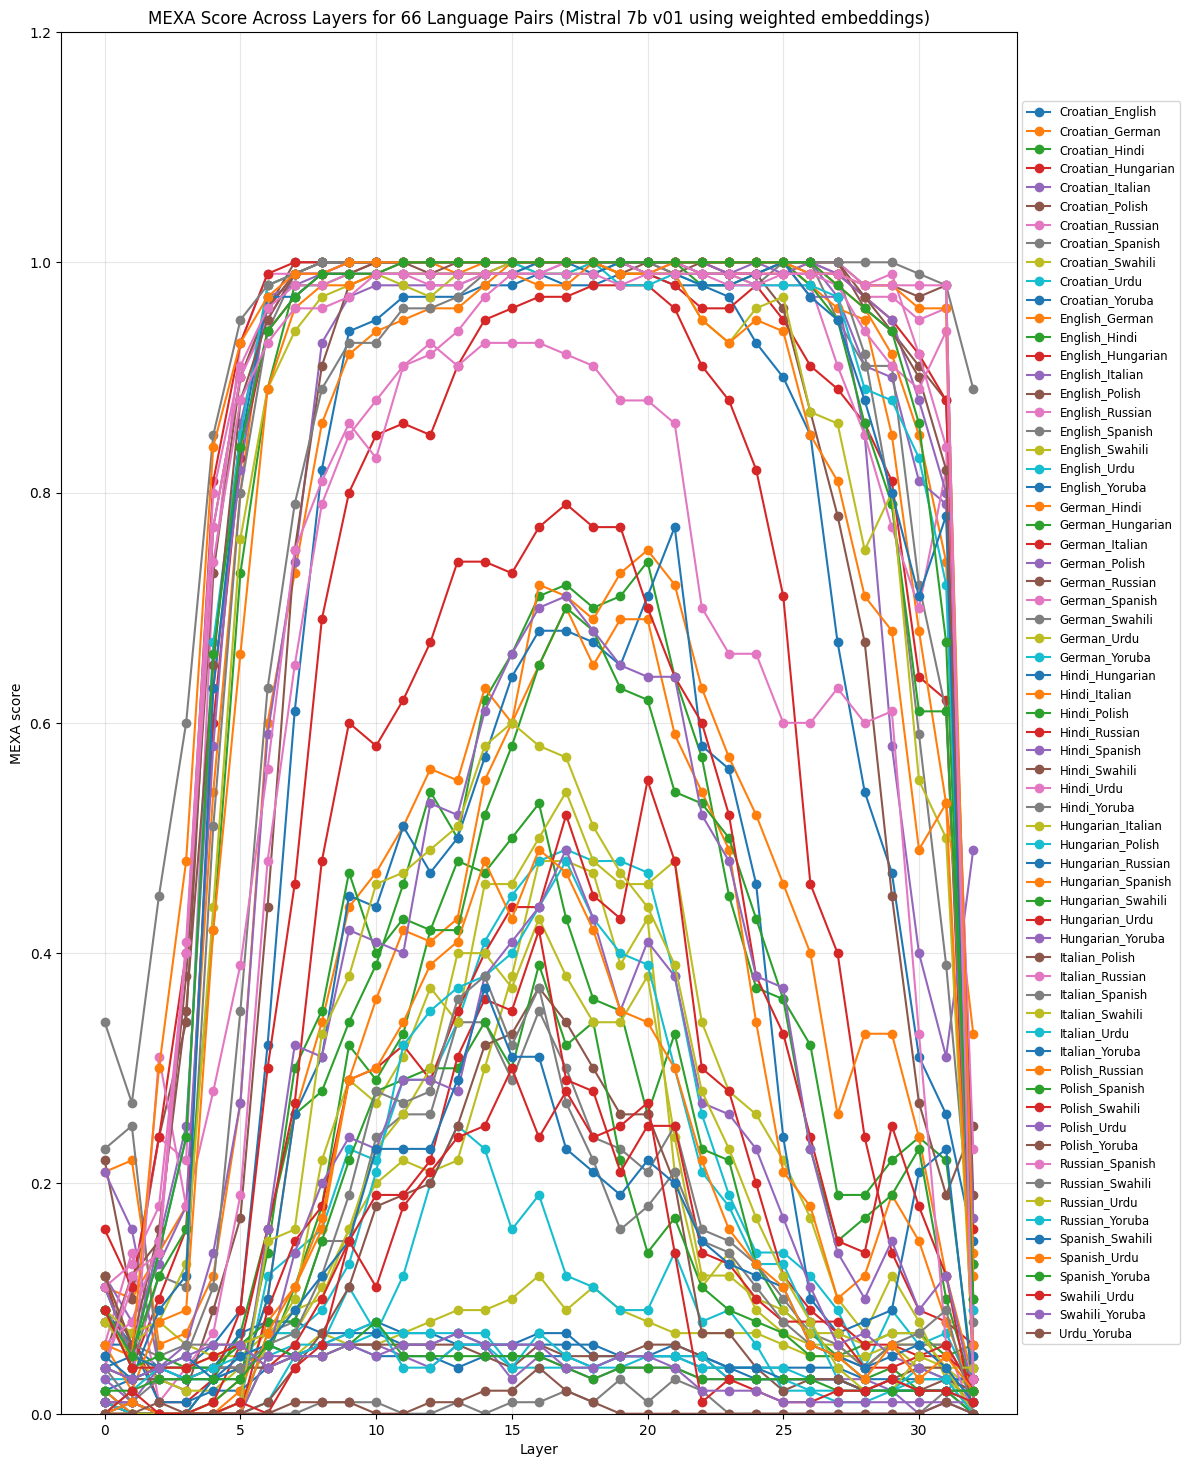 MEXA Score Across Layers for 66 Language Pairs (Mistral 7b v01 using weighted embeddings)
1.2
1.0
0.8
0.6
0.4
0.2
0.0
MEXA score
0
5
10
15
20
25
30
Layer
Croatian_English
Croatian_German
Croatian_Hindi
Croatian_Hungarian
Croatian_Italian
Croatian_Polish
Croatian_Russian
Croatian_Spanish
Croatian_Swahili
Croatian_Urdu
Croatian_Yoruba
English_German
English_Hindi
English_Hungarian
English_Italian
English_Polish
English_Russian
English_Spanish
English_Swahili
English_Urdu
English_Yoruba
German_Hindi
German_Hungarian
German_Italian
German_Polish
German_Russian
German_Spanish
German_Swahili
German_Urdu
German_Yoruba
Hindi_Hungarian
Hindi_Italian
Hindi_Polish
Hindi_Russian
Hindi_Spanish
Hindi_Swahili
Hindi_Urdu
Hindi_Yoruba
Hungarian_Italian
Hungarian_Polish
Hungarian_Russian
Hungarian_Spanish
Hungarian_Swahili
Hungarian_Urdu
Hungarian_Yoruba
Italian_Polish
Italian_Russian
Italian_Spanish
Italian_Swahili
Italian_Urdu
Italian_Yoruba
Polish_Russian
Polish_Spanish
Polish_Swahili
Polish_Urdu
Polish_Yoruba
Russian_Spanish
Russian_Swahili
Russian_Urdu
Russian_Yoruba
Spanish_Swahili
Spanish_Urdu
Spanish_Yoruba
Swahili_Urdu
Swahili_Yoruba
Urdu_Yoruba